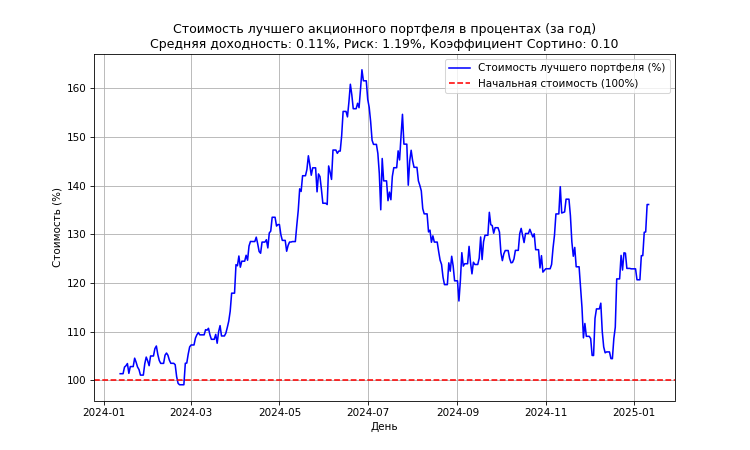 Стоимость лучшего акционного портфеля в процентах (за год)
Средняя доходность: 0.11%, Риск: 1.19%, Коэффициент Сортино: 0.10
Стоимость лучшего портфеля (%)
Начальная стоимость (100%)
Стоимость (%)
160
150
140
130
120
110
100
2024-01
2024-03
2024-05
2024-07
2024-09
2024-11
2025-01
День